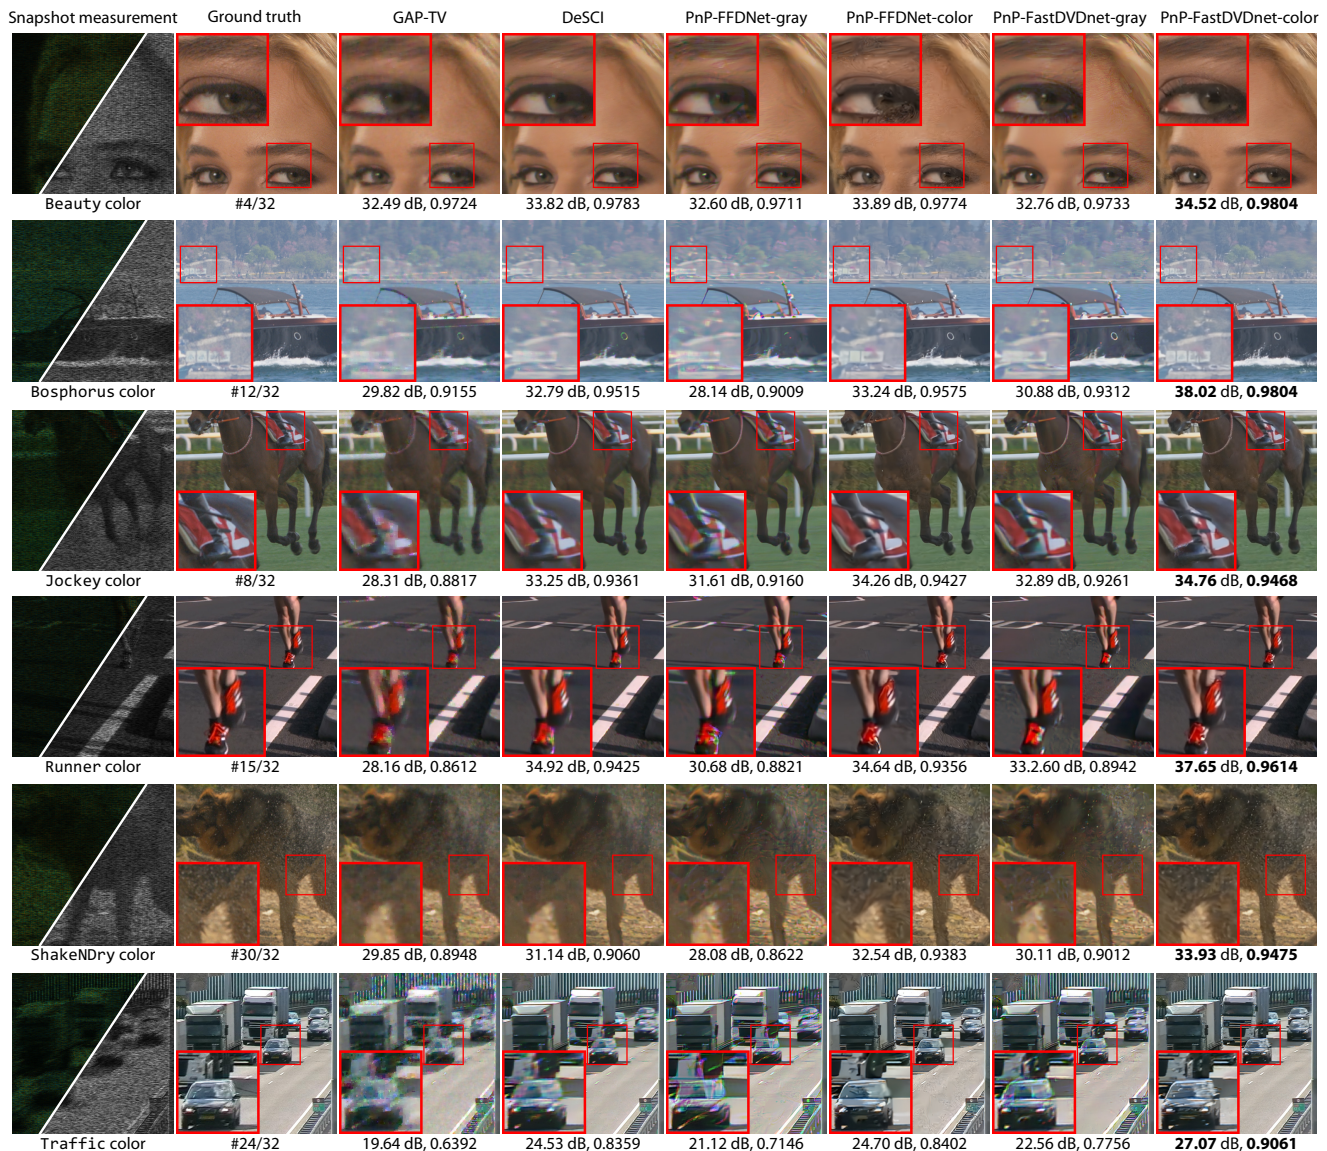 Snapshot measurement Ground truth GAP-TV DeSCI PnP-FFDNet-gray PnP-FFDNet-color PnP-FastDVDnet-gray PnP-FastDVDnet-color
Beauty color #4/32 32.49 dB, 0.9724 33.82 dB, 0.9783 32.60 dB, 0.9711 33.89 dB, 0.9774 32.76 dB, 0.9733 34.52 dB, 0.9804
Bosphorus color #12/32 29.82 dB, 0.9155 32.79 dB, 0.9515 28.14 dB, 0.9009 33.24 dB, 0.9575 30.88 dB, 0.9312 38.02 dB, 0.9804
Jockey color #8/32 28.31 dB, 0.8817 33.25 dB, 0.9361 31.61 dB, 0.9160 34.26 dB, 0.9427 32.89 dB, 0.9261 34.76 dB, 0.9468
Runner color #15/32 28.16 dB, 0.8612 34.92 dB, 0.9425 30.68 dB, 0.8821 34.64 dB, 0.9356 33.2.60 dB, 0.8942 37.65 dB, 0.9614
ShakeNDry color #30/32 29.85 dB, 0.8948 31.14 dB, 0.9060 28.08 dB, 0.8622 32.54 dB, 0.9383 30.11 dB, 0.9012 33.93 dB, 0.9475
Traffic color #24/32 19.64 dB, 0.6392 24.53 dB, 0.8359 21.12 dB, 0.7146 24.70 dB, 0.8402 22.56 dB, 0.7756 27.07 dB, 0.9061